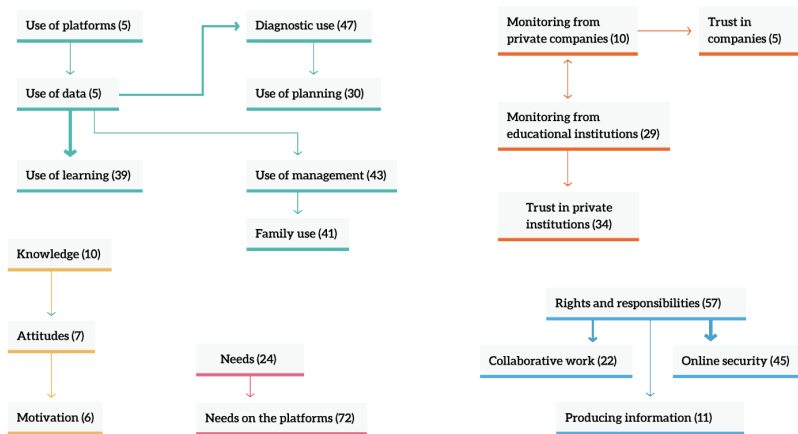 Use of platforms (5)
Diagnostic use (47)
Use of data (5)
Use of planning (30)
Use of learning (39)
Use of management (43)
Family use (41)
Monitoring from
private companies (10)
Trust in
companies (5)
Monitoring from
educational institutions (29)
Trust in private
institutions (34)
Knowledge (10)
Attitudes (7)
Motivation (6)
Needs (24)
Needs on the platforms (72)
Rights and responsibilities (57)
Collaborative work (22)
Online security (45)
Producing information (11)